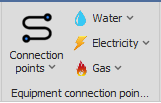 Connection
points
Water
Electricity
Gas
Equipment connection poin...